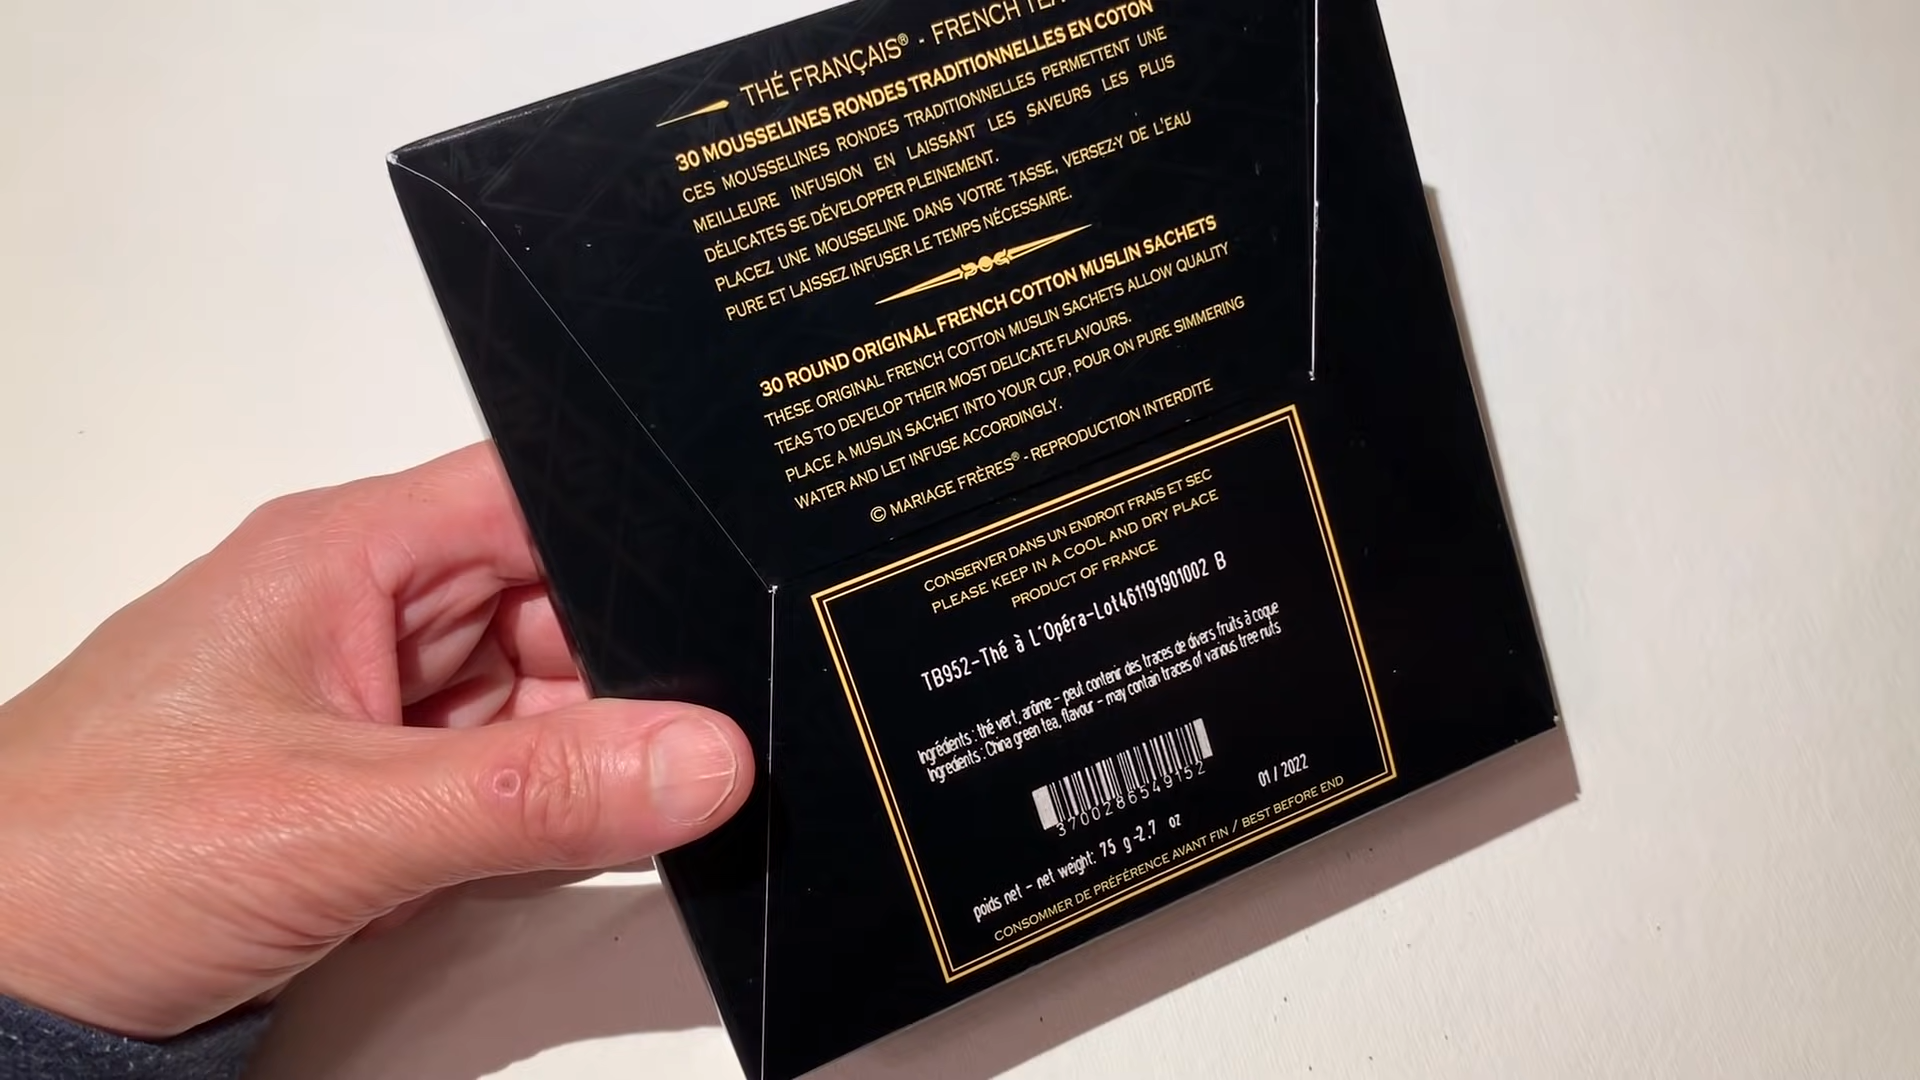 THÉ FRANÇAIS® - FRENCH TEA
30 MOUSSELINES RONDES TRADITIONNELLES EN COTON
CES MOUSSELINES RONDES TRADITIONNELLES PERMETTENT UNE
MEILLEURE INFUSION EN LAISSANT LES SAVEURS LES PLUS
DÉLICATES SE DÉVELOPPER PLEINEMENT.
PLACEZ UNE MOUSSELINE DANS VOTRE TASSE, VERSEZ-Y DE L'EAU
PURE ET LAISSEZ INFUSER LE TEMPS NÉCESSAIRE.
30 ROUND ORIGINAL FRENCH COTTON MUSLIN SACHETS
THESE ORIGINAL FRENCH COTTON MUSLIN SACHETS ALLOW QUALITY
TEAS TO DEVELOP THEIR MOST DELICATE FLAVOURS.
PLACE A MUSLIN SACHET INTO YOUR CUP, POUR ON PURE SIMMERING
WATER AND LET INFUSE ACCORDINGLY.
© MARIAGE FRÈRES® - REPRODUCTION INTERDITE
CONSERVER DANS UN ENDROIT FRAIS ET SEC
PLEASE KEEP IN A COOL AND DRY PLACE
PRODUCT OF FRANCE
TB952-Thé à L'Opéra-Lot461191901002 B
Ingrédients : thé vert, arôme - peut contenir des traces de divers fruits à coque
Ingredients : China green tea, flavour - may contain traces of various tree nuts
3700286549152
01 / 2022
poids net - net weight: 75 g -2.7 oz
CONSOMMER DE PRÉFÉRENCE AVANT FIN / BEST BEFORE END